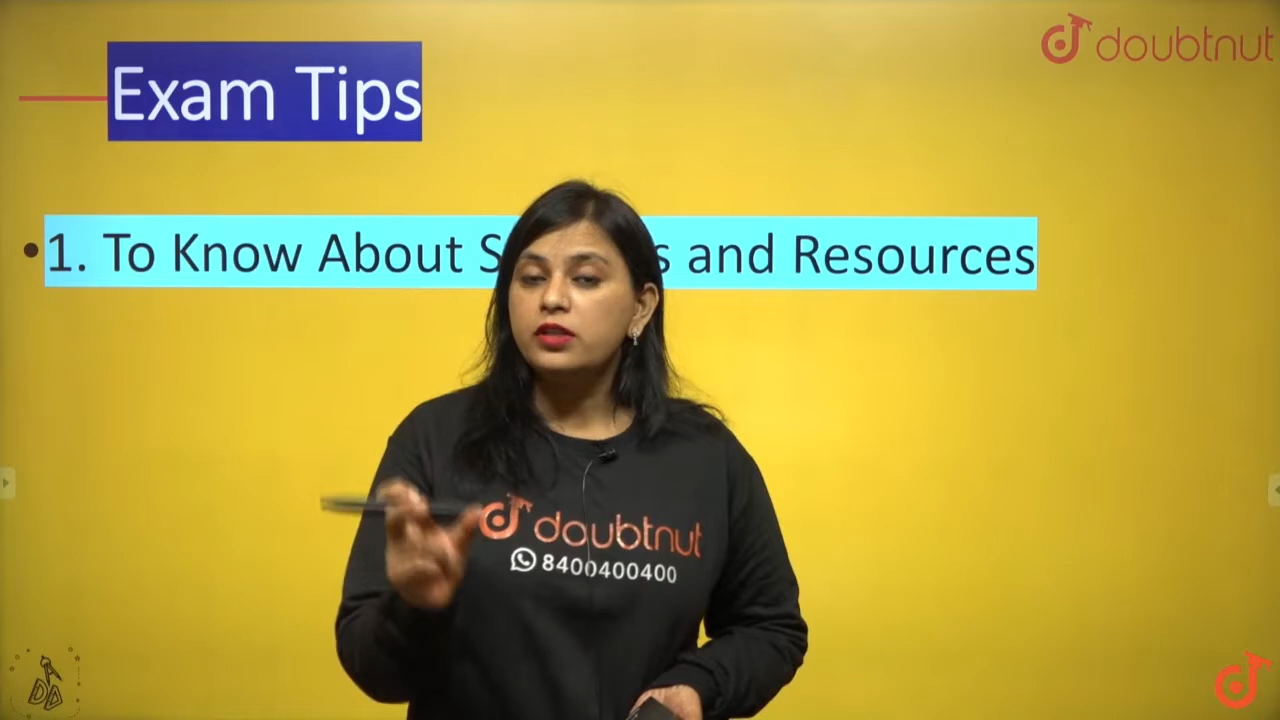 doubtnut
Exam Tips
• 1. To Know About S s and Resources
doubtnut
8400400400